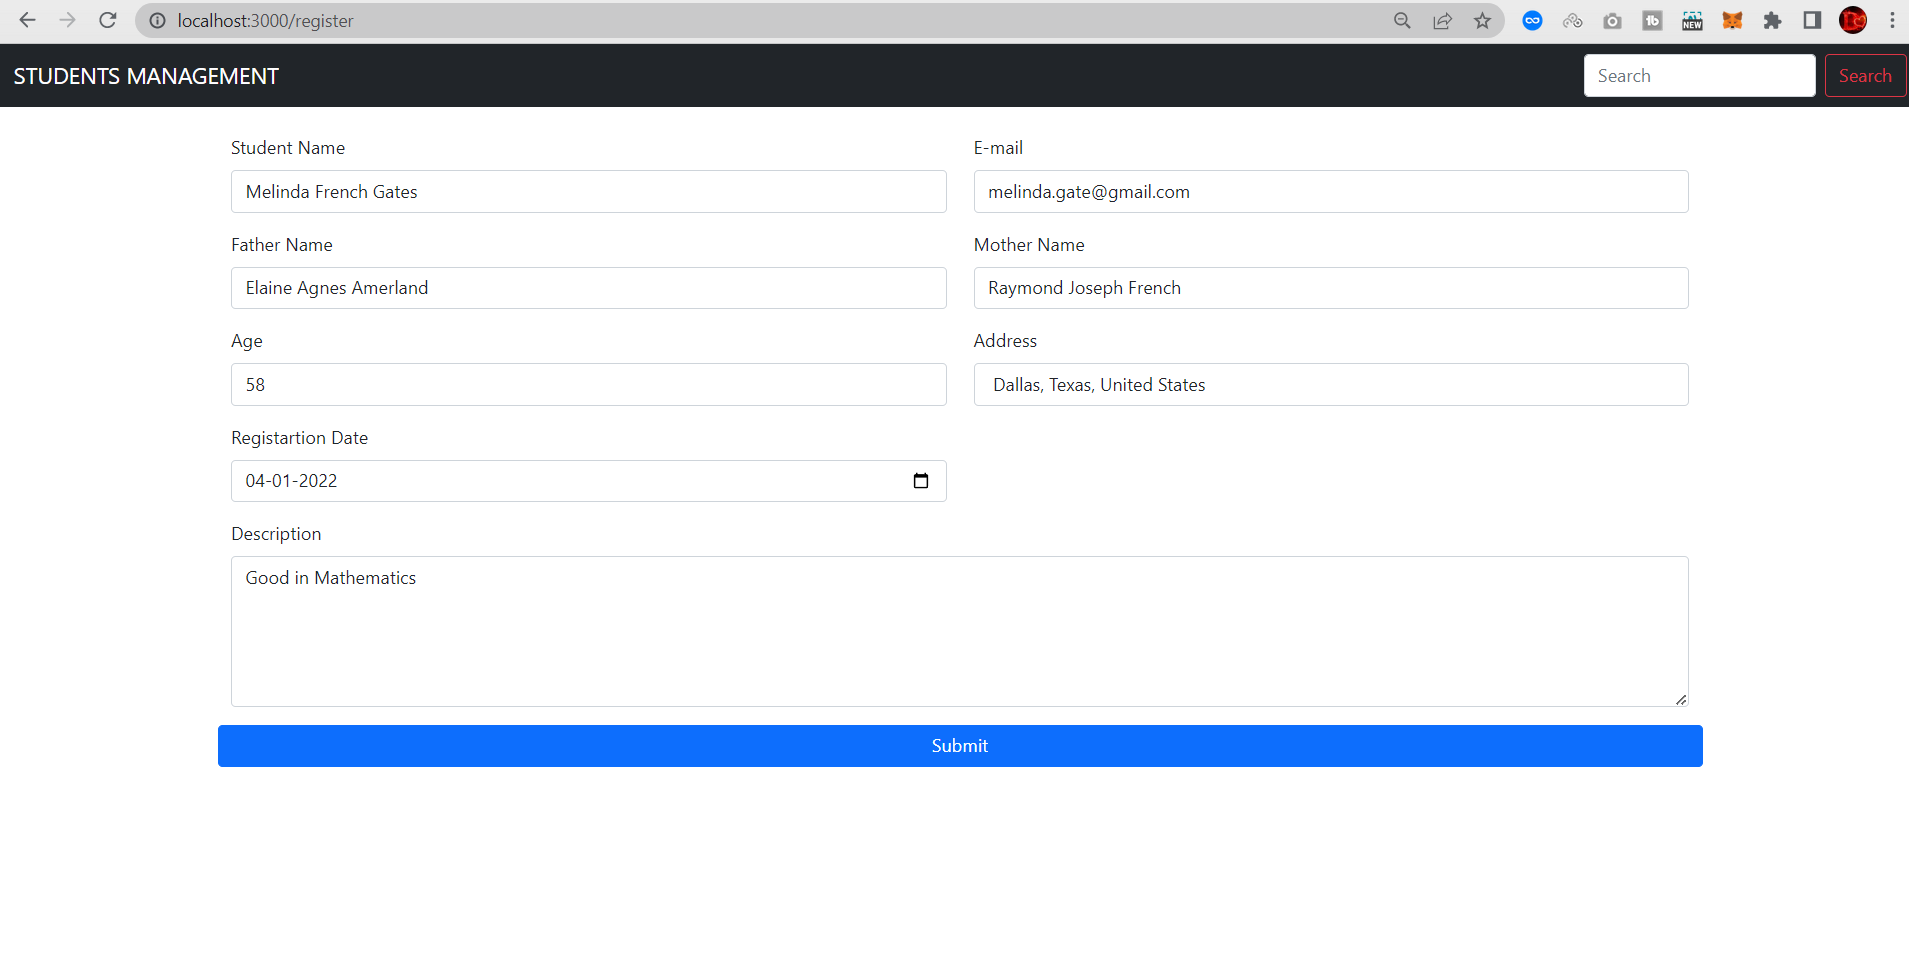 localhost:3000/register
NEW
STUDENTS MANAGEMENT
Search
Search
Student Name
E-mail
Melinda French Gates
melinda.gate@gmail.com
Father Name
Mother Name
Elaine Agnes Amerland
Raymond Joseph French
Age
Address
58
Dallas, Texas, United States
Registartion Date
04-01-2022
Description
Good in Mathematics
Submit